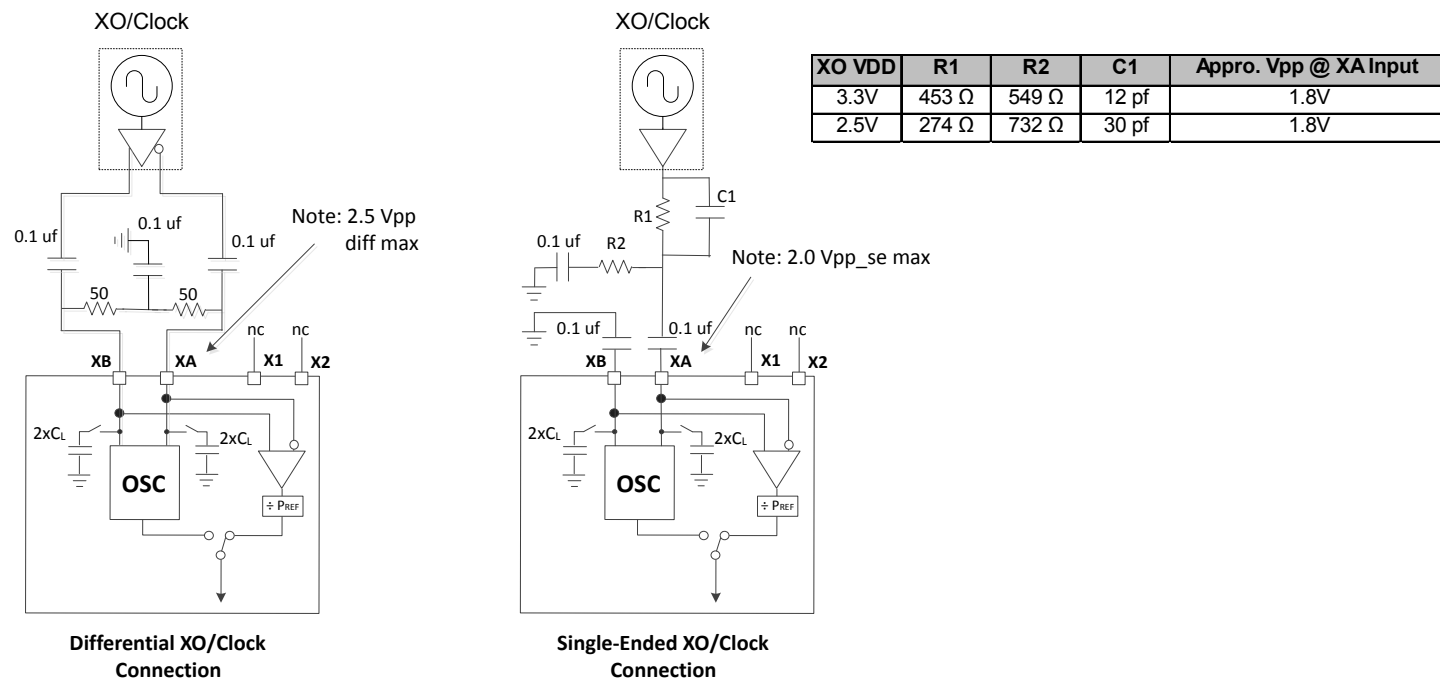 XO/Clock
0.1 uf
0.1 uf
0.1 uf
Note: 2.5 Vpp
diff max
50
50
nc
nc
XB
XA
X1
X2
2xCL
2xCL
OSC
÷ PREF
Differential XO/Clock
Connection
XO/Clock
C1
R1
0.1 uf
R2
Note: 2.0 Vpp_se max
0.1 uf
0.1 uf
nc
nc
XB
XA
X1
X2
2xCL
2xCL
OSC
÷ PREF
Single-Ended XO/Clock
Connection
XO VDD R1 R2 C1 Appro. Vpp @ XA Input
3.3V 453 Ω 549 Ω 12 pf 1.8V
2.5V 274 Ω 732 Ω 30 pf 1.8V